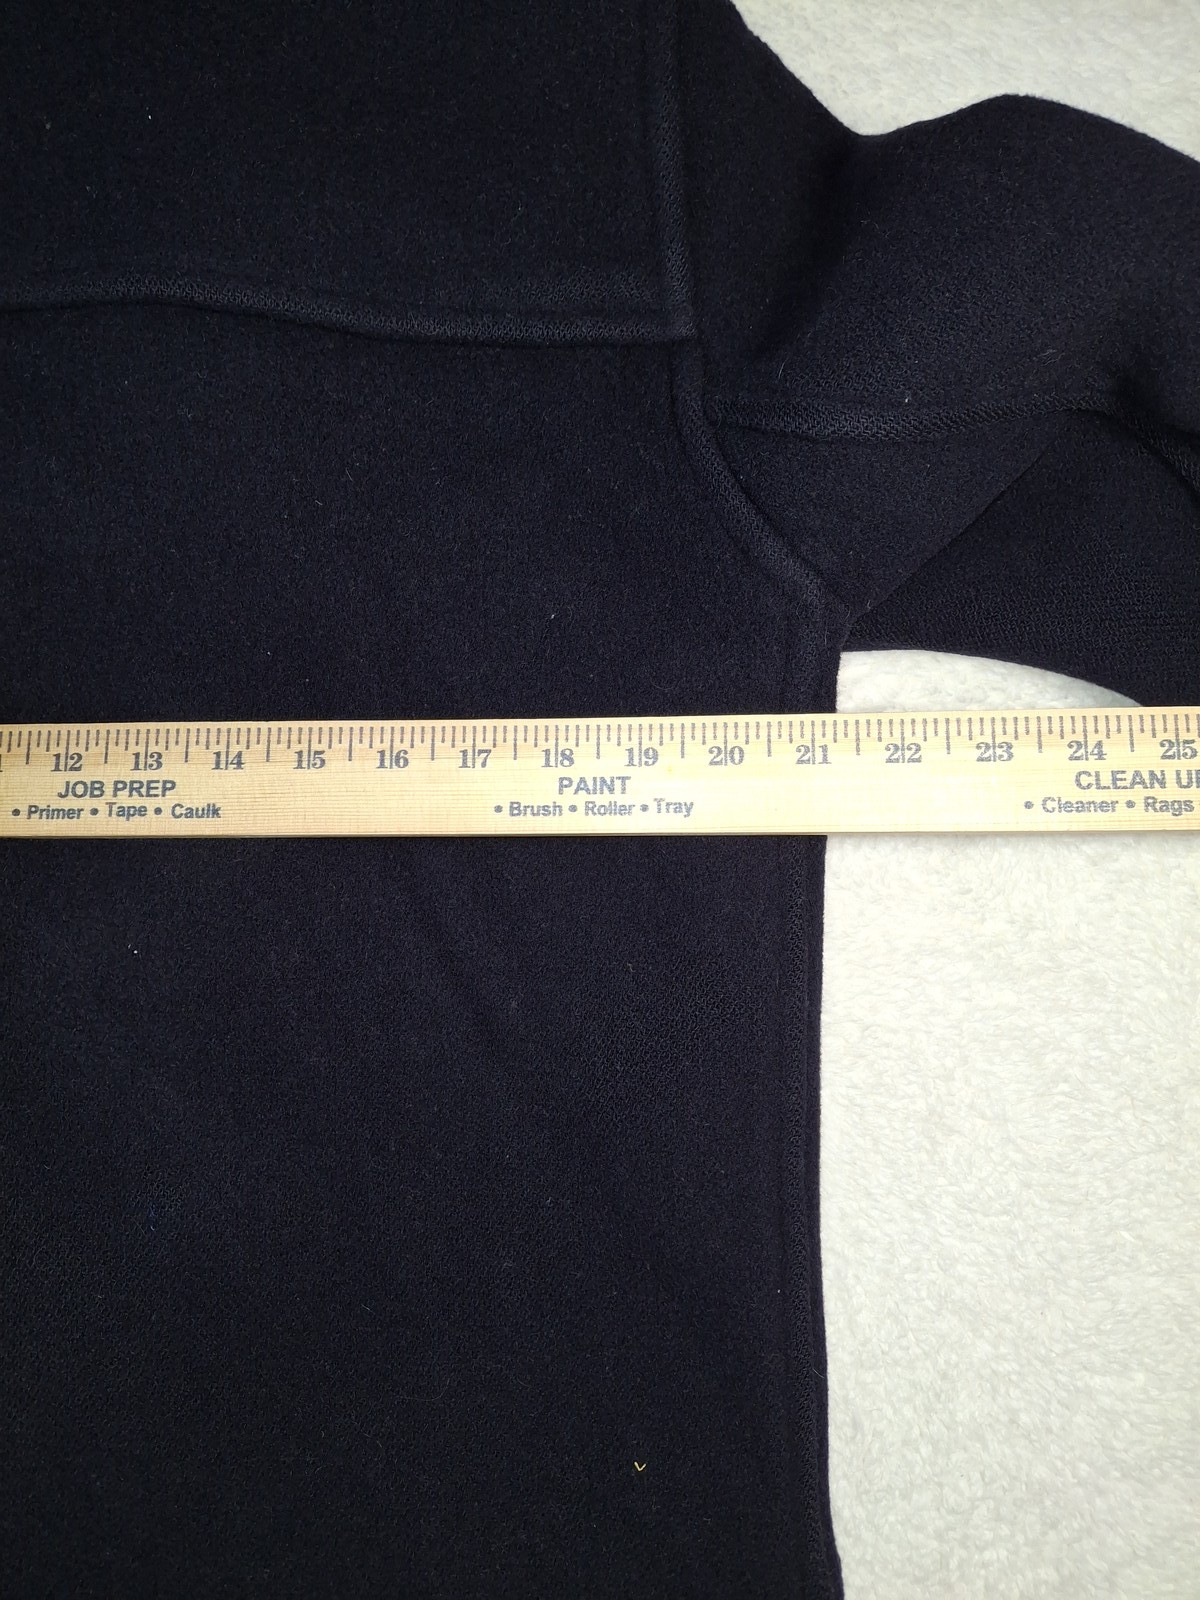 12 13 14 15 16 17 18 19 20 21 22 23 24 25
JOB PREP PAINT CLEAN
• Primer • Tape • Caulk • Brush • Roller • Tray • Cleaner • Rags